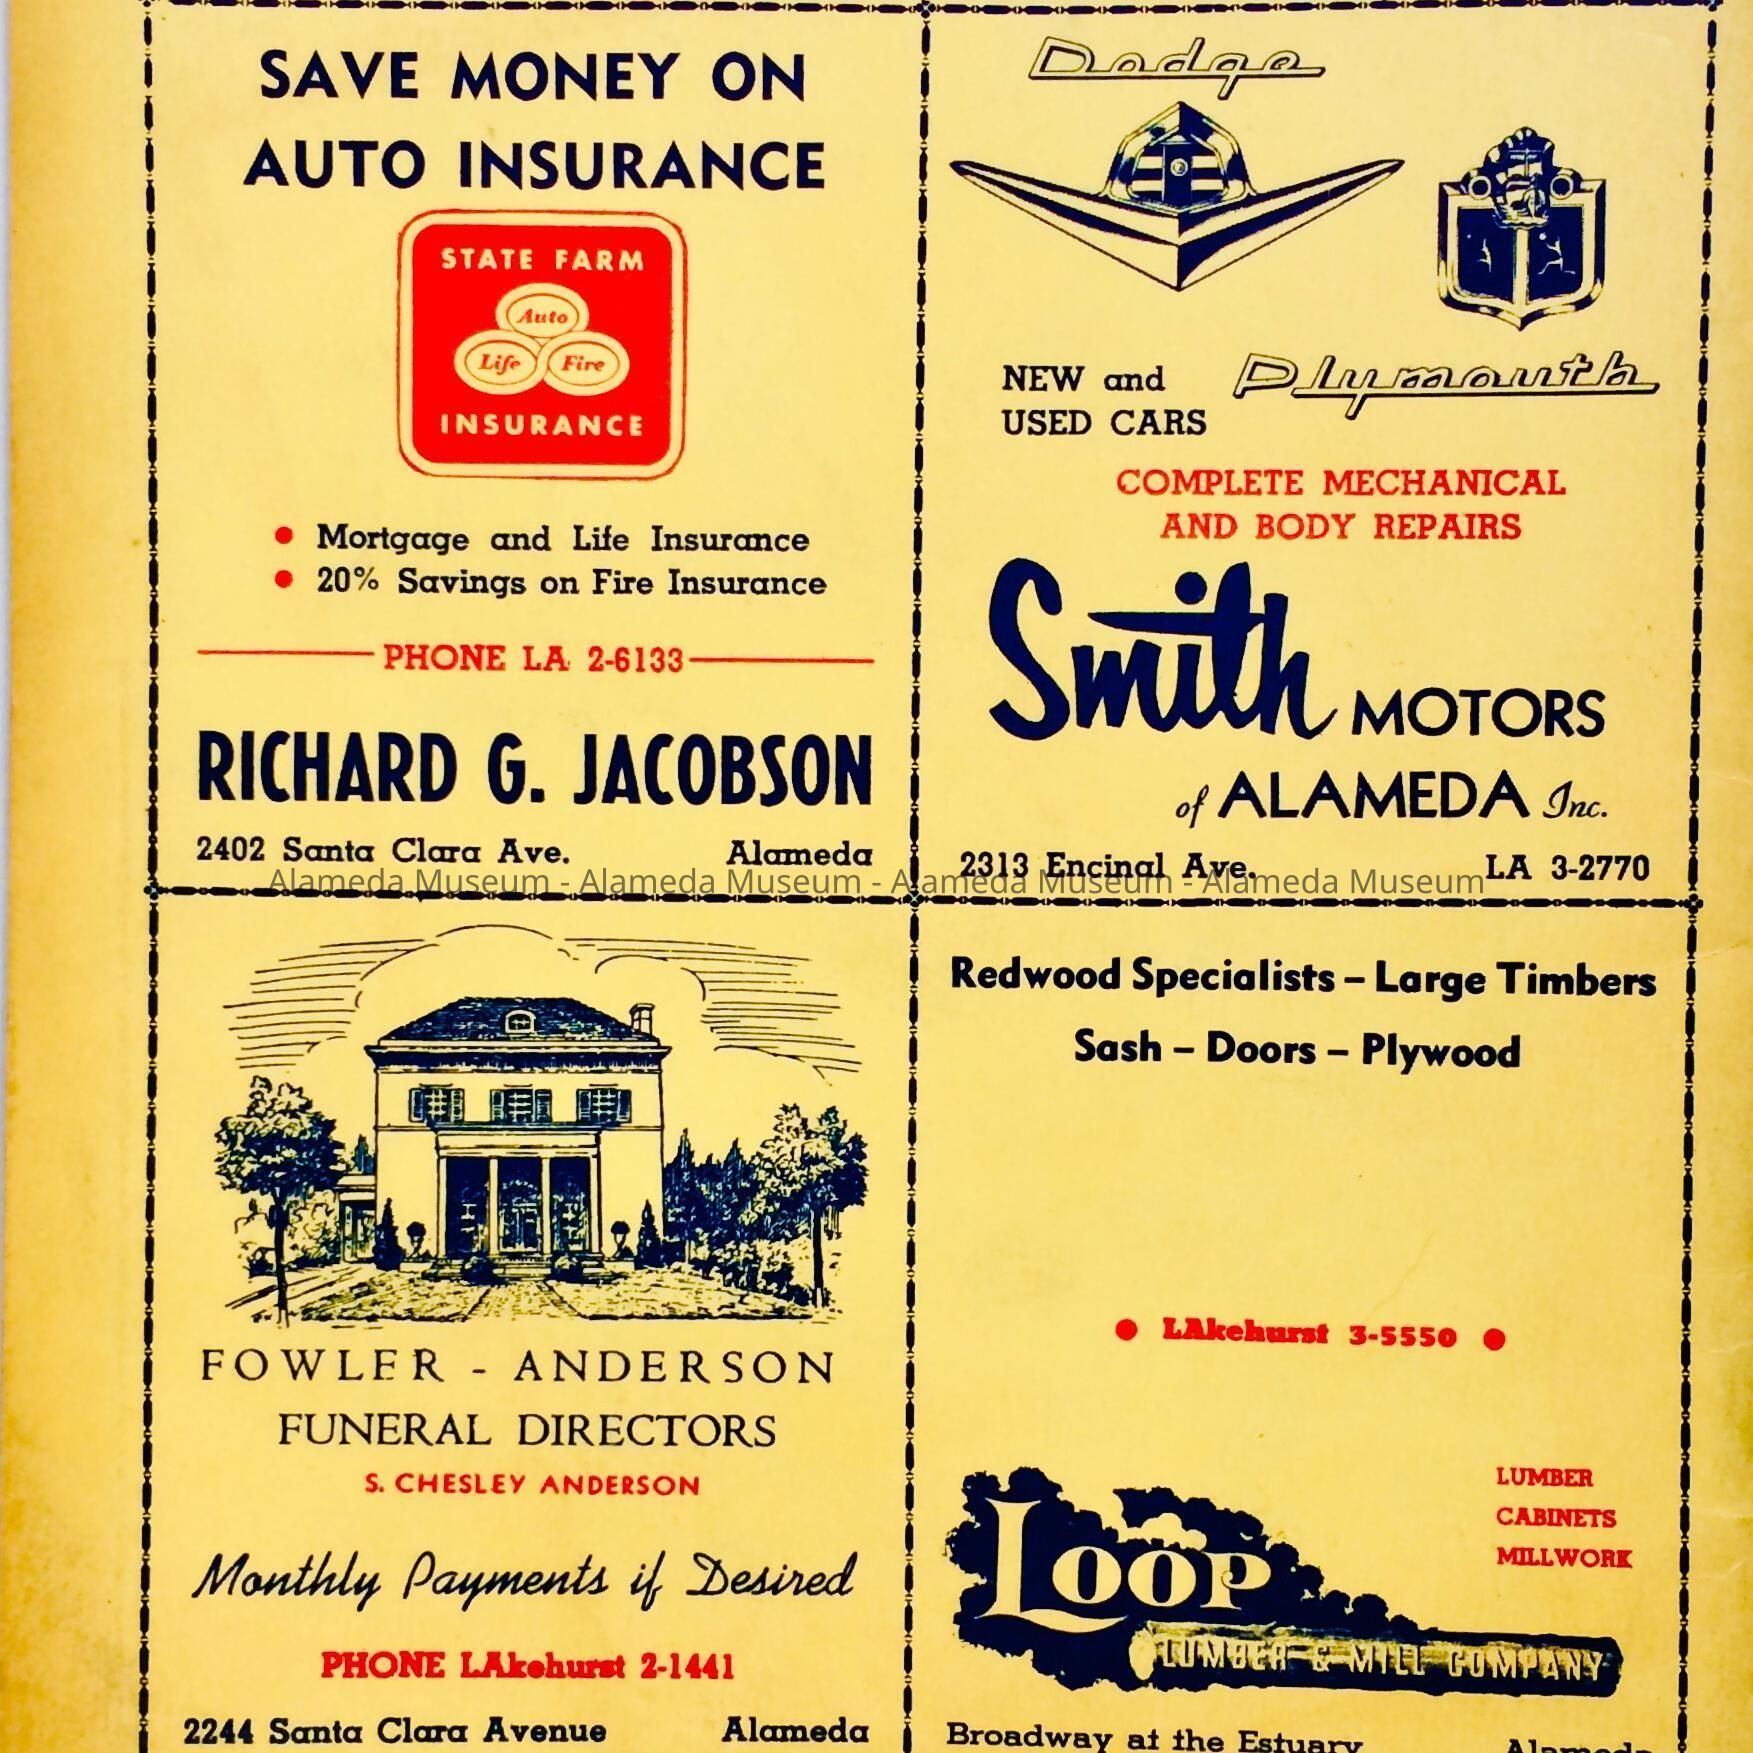 SAVE MONEY ON
AUTO INSURANCE
STATE FARM
Auto
Life Fire
INSURANCE
Mortgage and Life Insurance
20% Savings on Fire Insurance
PHONE LA 2-6133
RICHARD G. JACOBSON
2402 Santa Clara Ave. Alameda
Dodge
Plymouth
NEW and
USED CARS
COMPLETE MECHANICAL
AND BODY REPAIRS
Smith MOTORS
of ALAMEDA Inc.
2313 Encinal Ave. LA 3-2770
Alameda Museum - Alameda Museum - Alameda Museum - Alameda Museum
FOWLER - ANDERSON
FUNERAL DIRECTORS
S. CHESLEY ANDERSON
Monthly Payments if Desired
PHONE LAkehurst 2-1441
2244 Santa Clara Avenue Alameda
Redwood Specialists – Large Timbers
Sash – Doors – Plywood
LAkehurst 3-5550
LUMBER
CABINETS
MILLWORK
LOOP
LUMBER & MILL COMPANY
Broadway at the Estuary Alameda